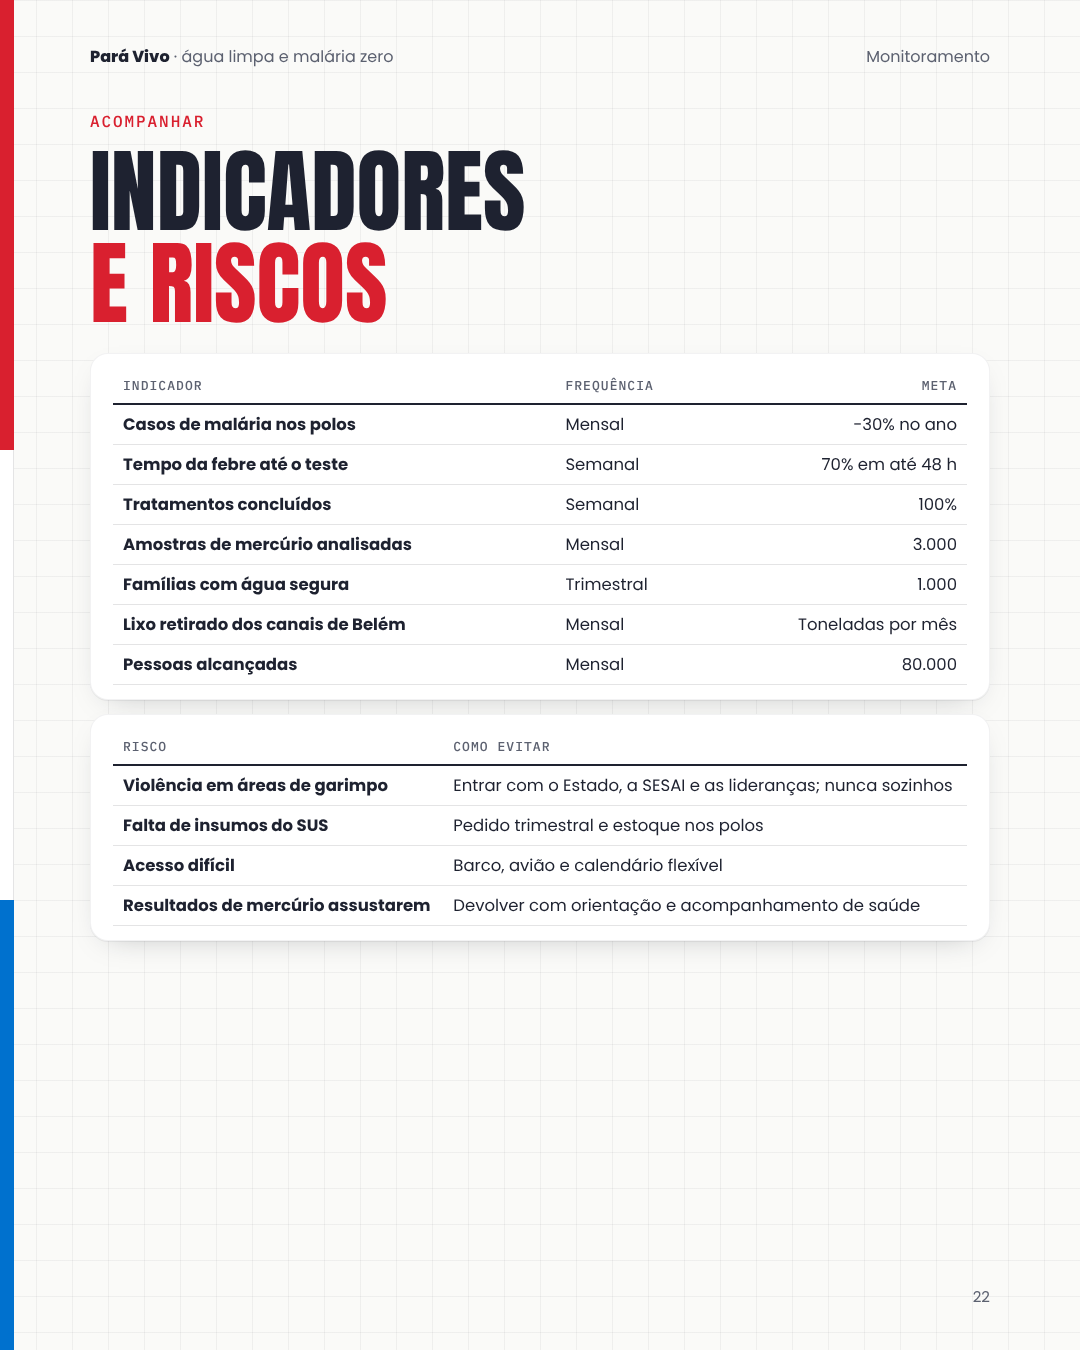 Pará Vivo · água limpa e malária zero
Monitoramento
ACOMPANHAR
INDICADORES
E RISCOS
INDICADOR FREQUÊNCIA META
Casos de malária nos polos Mensal -30% no ano
Tempo da febre até o teste Semanal 70% em até 48 h
Tratamentos concluídos Semanal 100%
Amostras de mercúrio analisadas Mensal 3.000
Famílias com água segura Trimestral 1.000
Lixo retirado dos canais de Belém Mensal Toneladas por mês
Pessoas alcançadas Mensal 80.000
RISCO COMO EVITAR
Violência em áreas de garimpo Entrar com o Estado, a SESAI e as lideranças; nunca sozinhos
Falta de insumos do SUS Pedido trimestral e estoque nos polos
Acesso difícil Barco, avião e calendário flexível
Resultados de mercúrio assustarem Devolver com orientação e acompanhamento de saúde
22